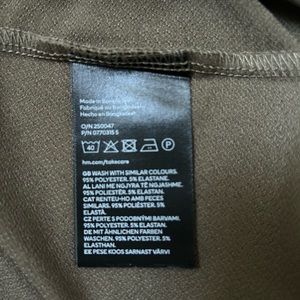 Made in Bangladesh
Fabriqué au Bangladesh
Hecho en Bangladesh
O/N 250047
P/N 0770315 S
40
P
hm.com/takecare
GB WASH WITH SIMILAR COLOURS.
95% POLYESTER. 5% ELASTANE.
AL LANI ME NGJYRA TË NGJASHME.
95% POLIESTËR. 5% ELASTAN.
CAT RENTEU-HO AMB PECES
SIMILARS. 95% POLIÈSTER. 5% ELASTÀ.
CZ PERTE S PODOBNÝMI BARVAMI.
95% POLYESTER. 5% ELASTAN.
DE MIT ÄHNLICHEN FARBEN
WASCHEN. 95% POLYESTER. 5%
ELASTHAN.
EE PESE KOOS SARNAST VÄRVI